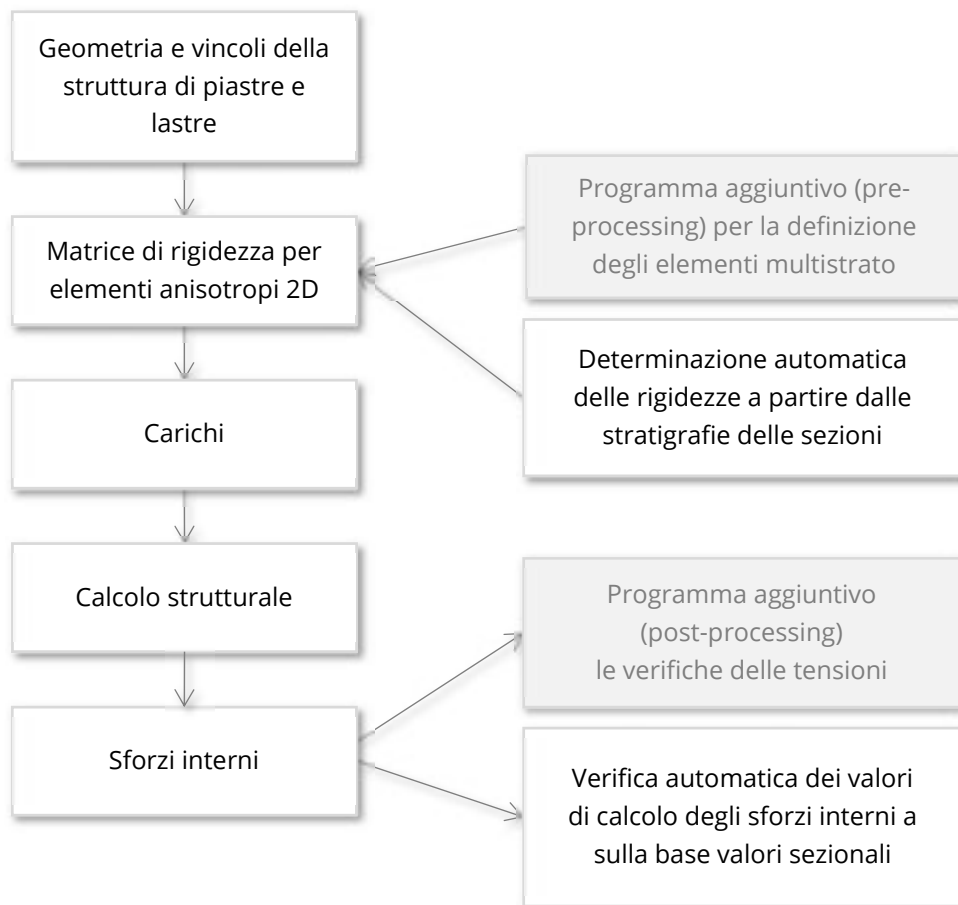 Geometria e vincoli della
struttura di piastre e
lastre
Matrice di rigidezza per
elementi anisotropi 2D
Programma aggiuntivo (pre-
processing) per la definizione
degli elementi multistrato
Determinazione automatica
delle rigidezze a partire dalle
stratigrafie delle sezioni
Carichi
Calcolo strutturale
Programma aggiuntivo
(post-processing)
le verifiche delle tensioni
Sforzi interni
Verifica automatica dei valori
di calcolo degli sforzi interni a
sulla base valori sezionali